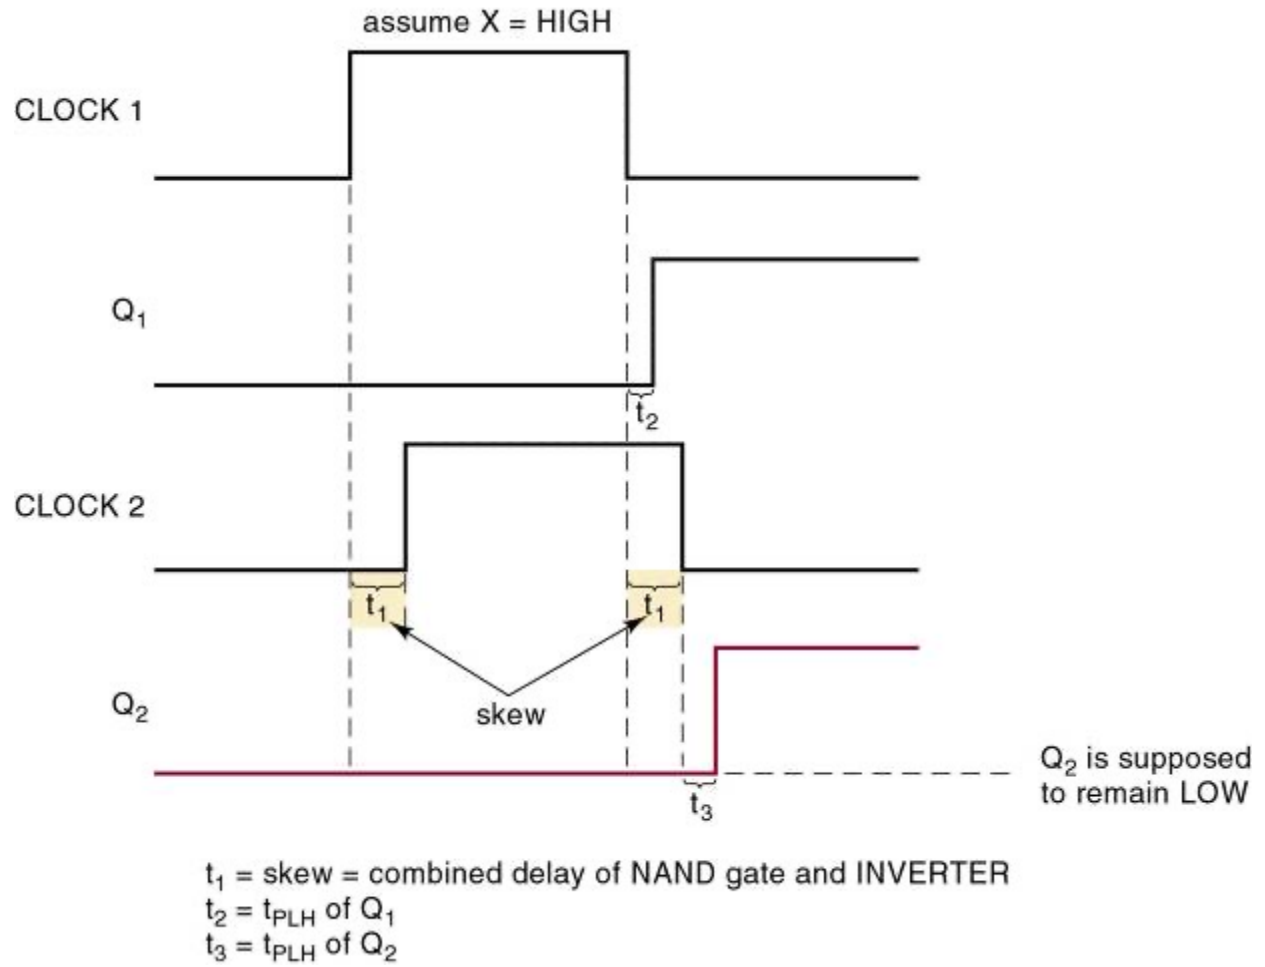 assume X = HIGH
CLOCK 1
Q₁
t₂
CLOCK 2
t₁
t₁
skew
Q₂
t₃
Q₂ is supposed
to remain LOW
t₁ = skew = combined delay of NAND gate and INVERTER
t₂ = tPLH of Q₁
t₃ = tPLH of Q₂